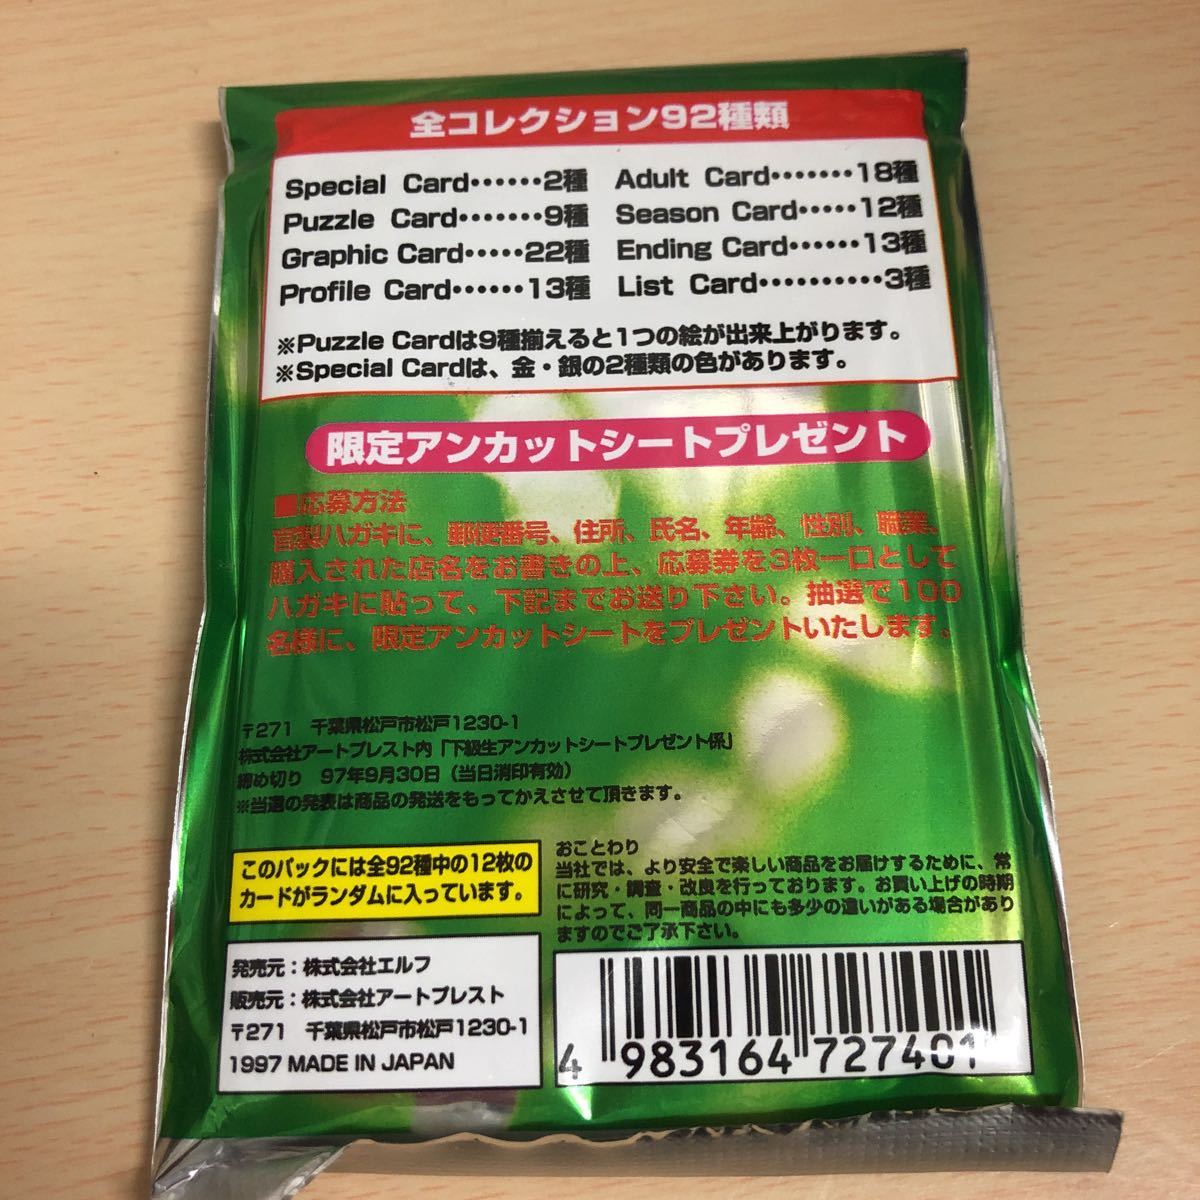 全コレクション92種類
Special Card‥‥‥2種
Puzzle Card‥‥‥・9種
Graphic Card‥‥・22種
Profile Card‥‥‥13種
Adult Card‥‥‥・18種
Season Card‥‥・12種
Ending Card‥‥‥13種
List Card‥‥‥‥‥3種
※Puzzle Cardは9種揃えると1つの絵が出来上がります。
※Special Cardは、金・銀の2種類の色があります。
限定アンカットシートプレゼント
■応募方法
官製ハガキに、郵便番号、住所、氏名、年齢、性別、職業、
購入された店名をお書きの上、応募券を3枚一口として
ハガキに貼って、下記までお送り下さい。抽選で100
名様に、限定アンカットシートをプレゼントいたします。
〒271 千葉県松戸市松戸1230-1
株式会社アートプレスト内「下級生アンカットシートプレゼント係」
締め切り 97年9月30日(当日消印有効)
※当選の発表は商品の発送をもってかえさせて頂きます。
このパックには全92種中の12枚の
カードがランダムに入っています。
発売元:株式会社エルフ
販売元:株式会社アートプレスト
〒271 千葉県松戸市松戸1230-1
1997 MADE IN JAPAN
おことわり
当社では、より安全で楽しい商品をお届けするために、常
に研究・調査・改良を行っております。お買い上げの時期
によって、同一商品の中にも多少の違いがある場合があり
ますのでご了承下さい。
4 983164 727401